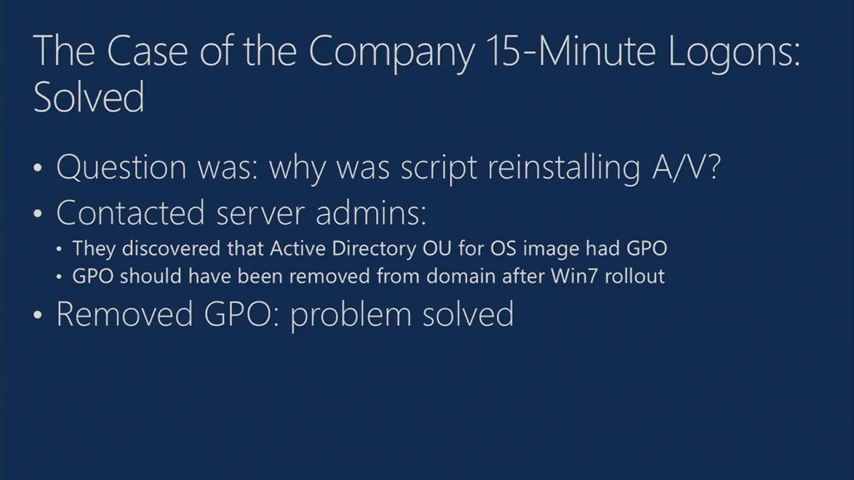 The Case of the Company 15-Minute Logons:
Solved
• Question was: why was script reinstalling A/V?
• Contacted server admins:
• They discovered that Active Directory OU for OS image had GPO
• GPO should have been removed from domain after Win7 rollout
• Removed GPO: problem solved